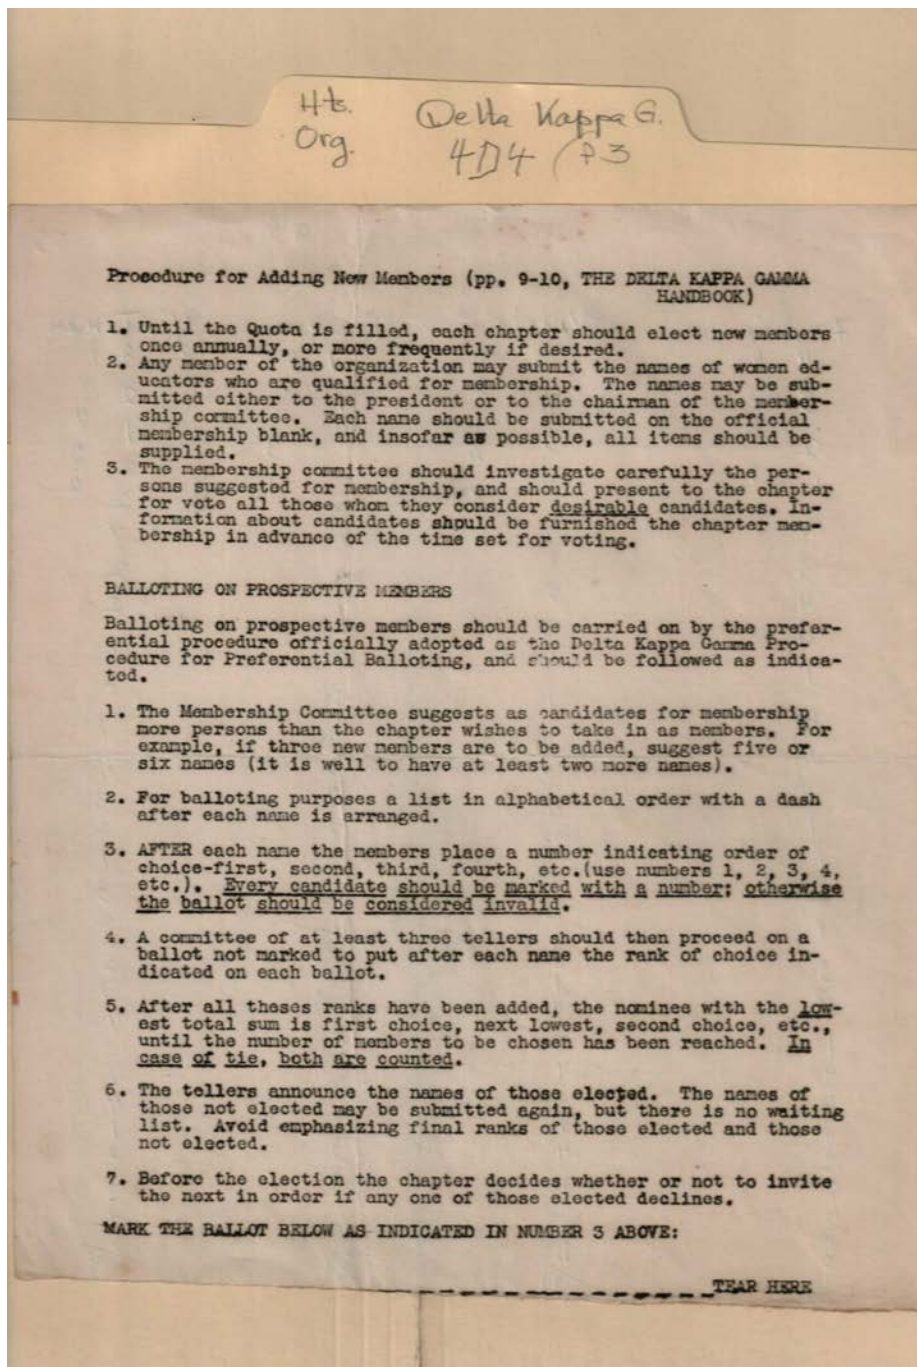 Hts. Delta Kappa G.
Org. 4D4 (P3
Procedure for Adding New Members (pp. 9-10, THE DELTA KAPPA GAMMA
HANDBOOK)
1. Until the Quota is filled, each chapter should elect new members
once annually, or more frequently if desired.
2. Any member of the organization may submit the names of women ed-
ucators who are qualified for membership. The names may be sub-
mitted either to the president or to the chairman of the member-
ship committee. Each name should be submitted on the official
membership blank, and insofar as possible, all items should be
supplied.
3. The membership committee should investigate carefully the per-
sons suggested for membership, and should present to the chapter
for vote all those whom they consider desirable candidates. In-
formation about candidates should be furnished the chapter mem-
bership in advance of the time set for voting.
BALLOTING ON PROSPECTIVE MEMBERS
Balloting on prospective members should be carried on by the prefer-
ential procedure officially adopted as the Delta Kappa Gamma Pro-
cedure for Preferential Balloting, and should be followed as indica-
ted.
1. The Membership Committee suggests as candidates for membership
more persons than the chapter wishes to take in as members. For
example, if three new members are to be added, suggest five or
six names (it is well to have at least two more names).
2. For balloting purposes a list in alphabetical order with a dash
after each name is arranged.
3. AFTER each name the members place a number indicating order of
choice-first, second, third, fourth, etc.(use numbers 1, 2, 3, 4,
etc.). Every candidate should be marked with a number; otherwise
the ballot should be considered invalid.
4. A committee of at least three tellers should then proceed on a
ballot not marked to put after each name the rank of choice in-
dicated on each ballot.
5. After all theses ranks have been added, the nominee with the low-
est total sum is first choice, next lowest, second choice, etc.,
until the number of members to be chosen has been reached. In
case of tie, both are counted.
6. The tellers announce the names of those elected. The names of
those not elected may be submitted again, but there is no waiting
list. Avoid emphasizing final ranks of those elected and those
not elected.
7. Before the election the chapter decides whether or not to invite
the next in order if any one of those elected declines.
MARK THE BALLOT BELOW AS INDICATED IN NUMBER 3 ABOVE:
TEAR HERE